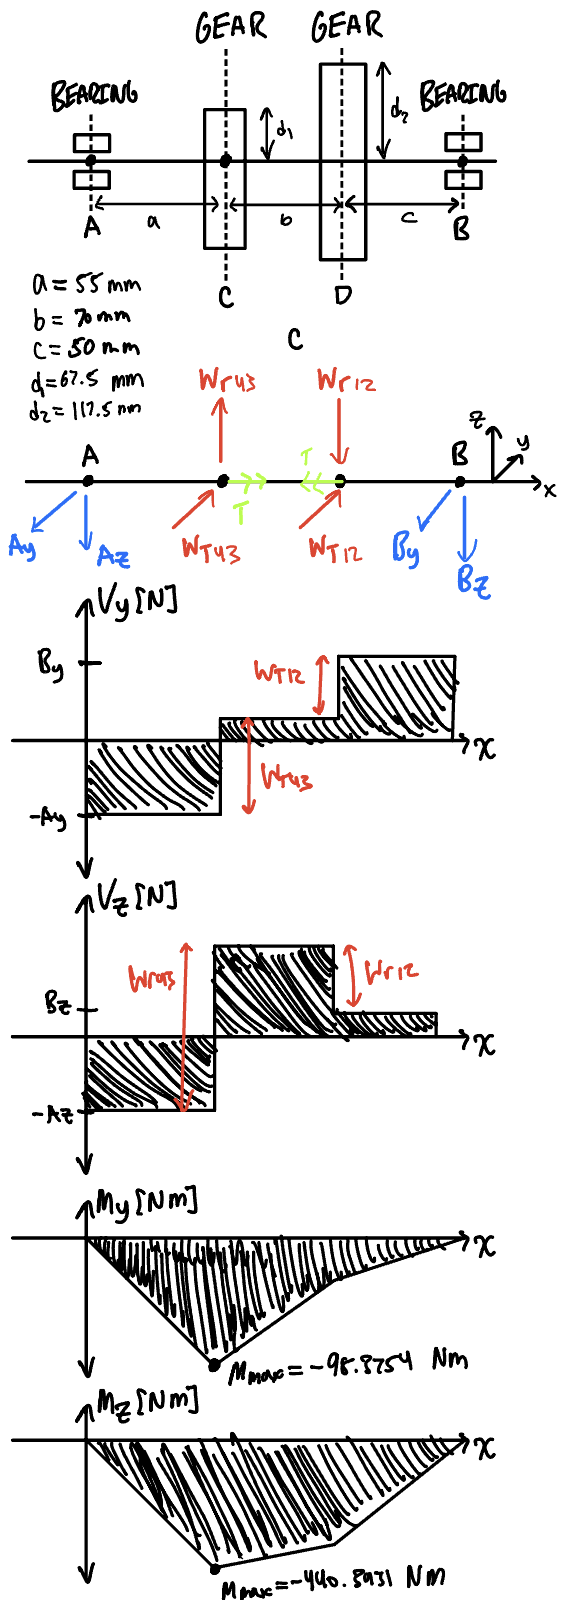 GEAR GEAR
BEARING BEARING
d1 d2
a b c
A B
C D
a = 55 mm
b = 70 mm
c = 50 mm
d1=67.5 mm
d2 = 117.5 mm
C
Wr43 Wr12
A B z y x
T T
Ay Az WT43 WT12 By Bz
Vy [N]
By
WT12
x
WT43
-Ay
Vz [N]
Wr43 Wr12
Bz
x
-Az
My [Nm]
x
Mmax = -98.8754 Nm
Mz [Nm]
x
Mmax = -440.8931 Nm